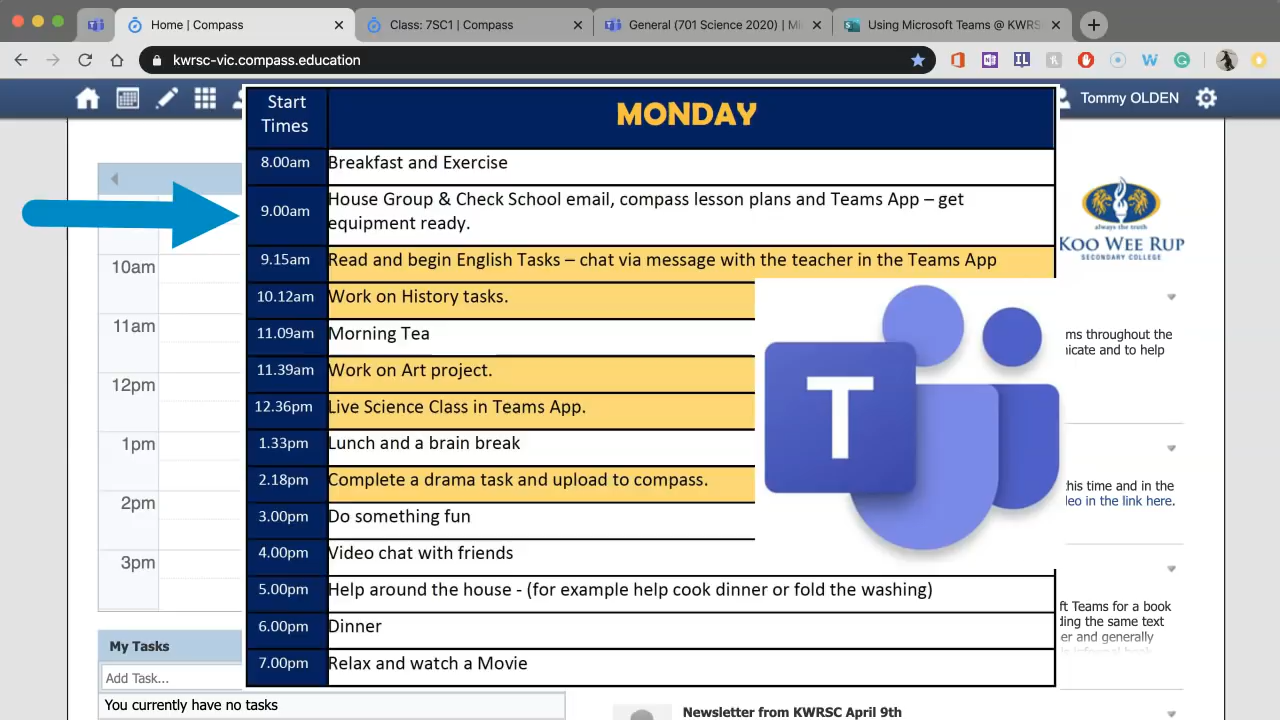 Home | Compass
Class: 7SC1 | Compass
General (701 Science 2020) | Mi
Using Microsoft Teams @ KWRS
kwrsc-vic.compass.education
Tommy OLDEN
Start
Times
MONDAY
8.00am Breakfast and Exercise
9.00am House Group & Check School email, compass lesson plans and Teams App – get
equipment ready.
9.15am Read and begin English Tasks – chat via message with the teacher in the Teams App
10.12am Work on History tasks.
11.09am Morning Tea
11.39am Work on Art project.
12.36pm Live Science Class in Teams App.
1.33pm Lunch and a brain break
2.18pm Complete a drama task and upload to compass.
3.00pm Do something fun
4.00pm Video chat with friends
5.00pm Help around the house - (for example help cook dinner or fold the washing)
6.00pm Dinner
7.00pm Relax and watch a Movie
T
10am
11am
12pm
1pm
2pm
3pm
My Tasks
Add Task...
You currently have no tasks
always the truth
KOO WEE RUP
SECONDARY COLLEGE
ms throughout the
nicate and to help
this time and in the
deo in the link here.
ft Teams for a book
ding the same text
er and generally
Newsletter from KWRSC April 9th